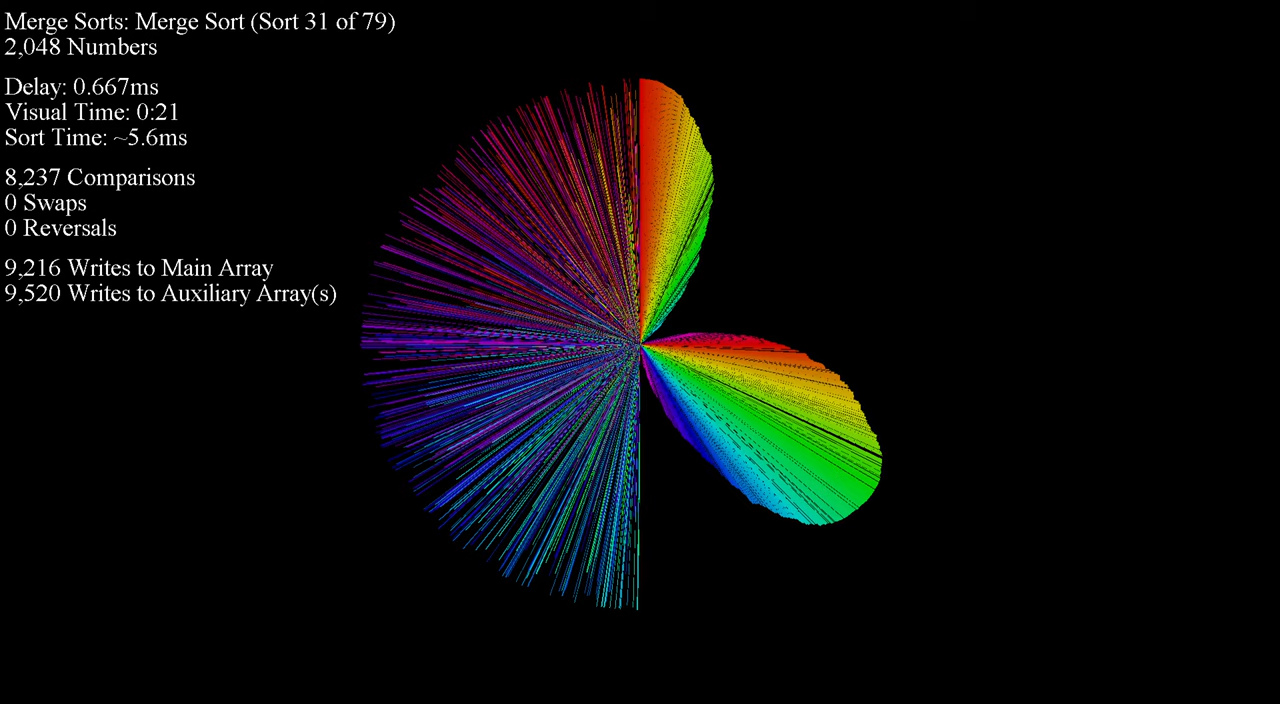 Merge Sorts: Merge Sort (Sort 31 of 79)
2,048 Numbers
Delay: 0.667ms
Visual Time: 0:21
Sort Time: ~5.6ms
8,237 Comparisons
0 Swaps
0 Reversals
9,216 Writes to Main Array
9,520 Writes to Auxiliary Array(s)